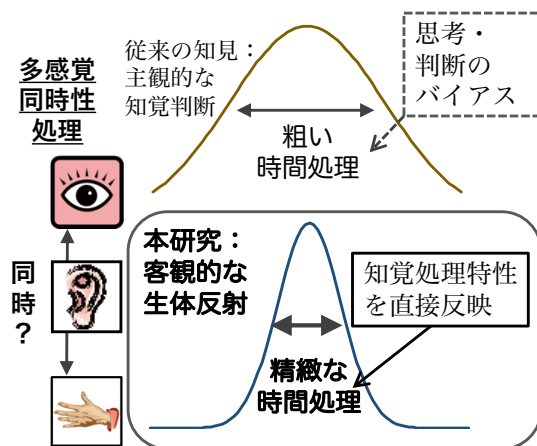 多感覚
同時性
処理
従来の知見：
主観的な
知覚判断
思考・
判断の
バイアス
粗い
時間処理
同時？
本研究：
客観的な
生体反射
知覚処理特性
を直接反映
精緻な
時間処理